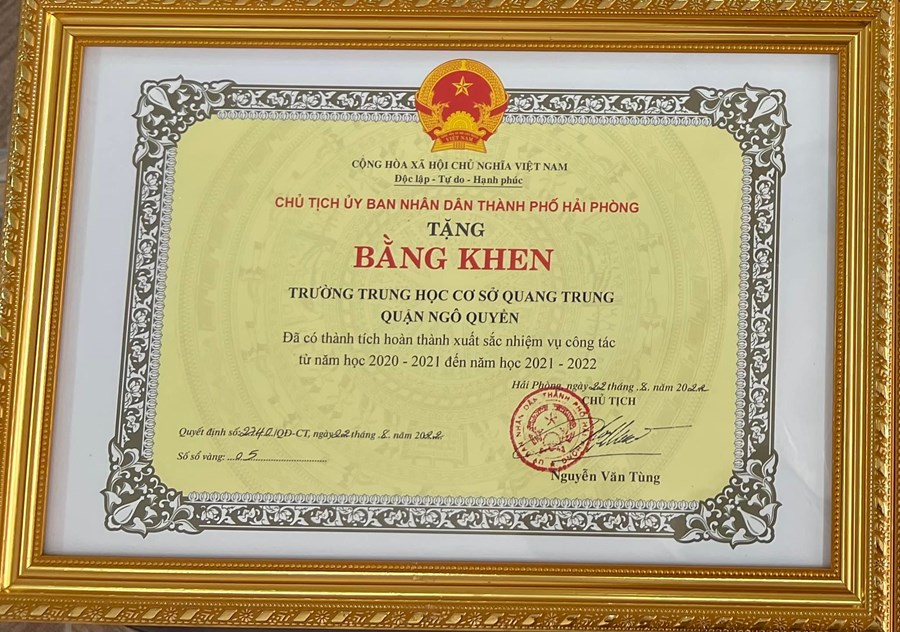 VIỆT NAM
CỘNG HÒA XÃ HỘI CHỦ NGHĨA VIỆT NAM
Độc lập - Tự do - Hạnh phúc
CHỦ TỊCH ỦY BAN NHÂN DÂN THÀNH PHỐ HẢI PHÒNG
TẶNG
BẰNG KHEN
TRƯỜNG TRUNG HỌC CƠ SỞ QUANG TRUNG
QUẬN NGÔ QUYỀN
Đã có thành tích hoàn thành xuất sắc nhiệm vụ công tác
từ năm học 2020 - 2021 đến năm học 2021 - 2022
Hải Phòng, ngày 22 tháng 8 năm 2022
CHỦ TỊCH
Quyết định số 2740/QĐ-CT, ngày 22 tháng 8 năm 2022
Số sổ vàng: 05
Nguyễn Văn Tùng